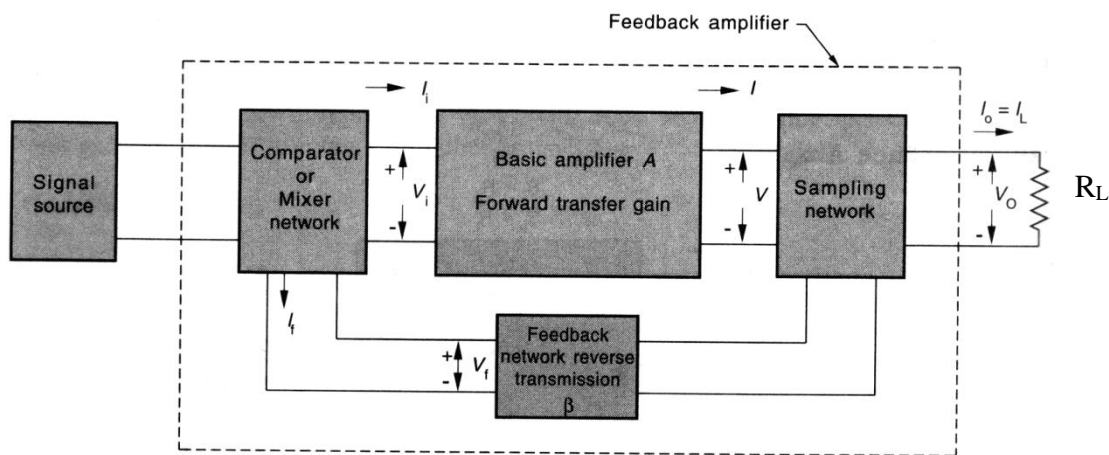 Feedback amplifier
Signal
source
Comparator
or
Mixer
network
I_i
+
V_i
-
Basic amplifier A
Forward transfer gain
I
+
V
-
Sampling
network
I_o = I_L
+
V_O
-
R_L
I_f
+
V_f
-
Feedback
network reverse
transmission
β